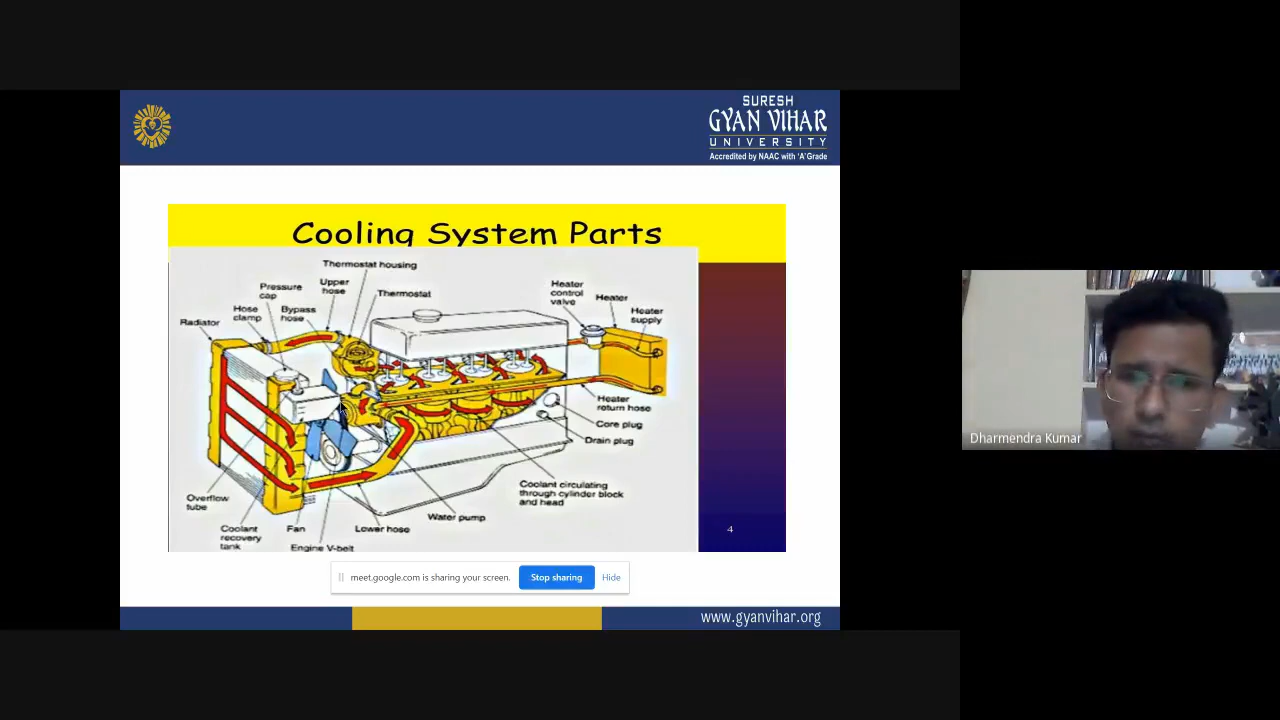 SURESH
GYAN VIHAR
UNIVERSITY
Accredited by NAAC with 'A' Grade
Cooling System Parts
Thermostat housing
Pressure
cap
Upper
hose
Thermostat
Hose
clamp
Bypass
hose
Radiator
Heater
control
valve
Heater
Heater
supply
Heater
return hose
Core plug
Drain plug
Coolant circulating
through cylinder block
and head
Overflow
tube
Coolant
recovery
tank
Fan
Engine V-belt
Lower hose
Water pump
4
meet.google.com is sharing your screen.
Stop sharing
Hide
www.gyanvihar.org
Dharmendra Kumar